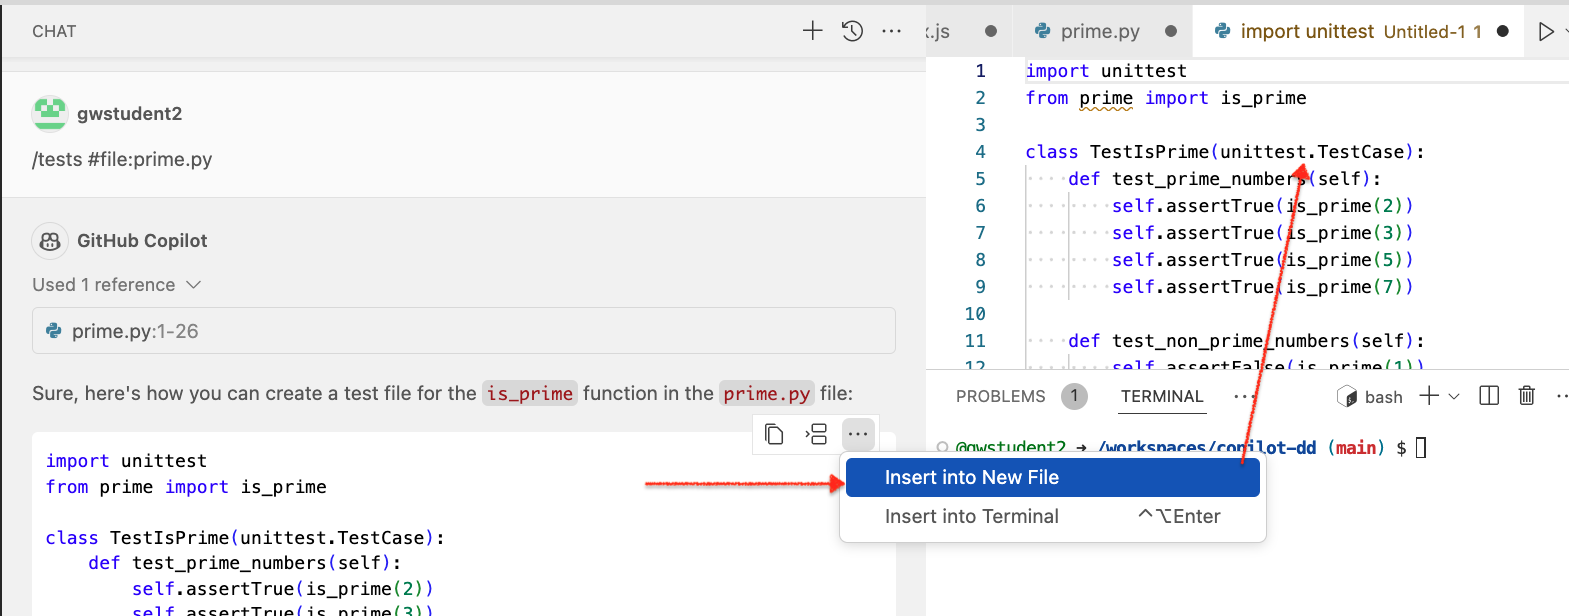 CHAT
gwstudent2
/tests #file:prime.py
GitHub Copilot
Used 1 reference
prime.py:1-26
Sure, here's how you can create a test file for the is_prime function in the prime.py file:
import unittest
from prime import is_prime
class TestIsPrime(unittest.TestCase):
def test_prime_numbers(self):
self.assertTrue(is_prime(2))
self.assertTrue(is_prime(3))
Insert into New File
Insert into Terminal ^⌥Enter
x.js prime.py import unittest Untitled-1 1
1 import unittest
2 from prime import is_prime
3
4 class TestIsPrime(unittest.TestCase):
5 def test_prime_numbers(self):
6 self.assertTrue(is_prime(2))
7 self.assertTrue(is_prime(3))
8 self.assertTrue(is_prime(5))
9 self.assertTrue(is_prime(7))
10
11 def test_non_prime_numbers(self):
12 self.assertFalse(is_prime(1))
PROBLEMS 1 TERMINAL bash
@gwstudent2 → /workspaces/copilot-dd (main) $